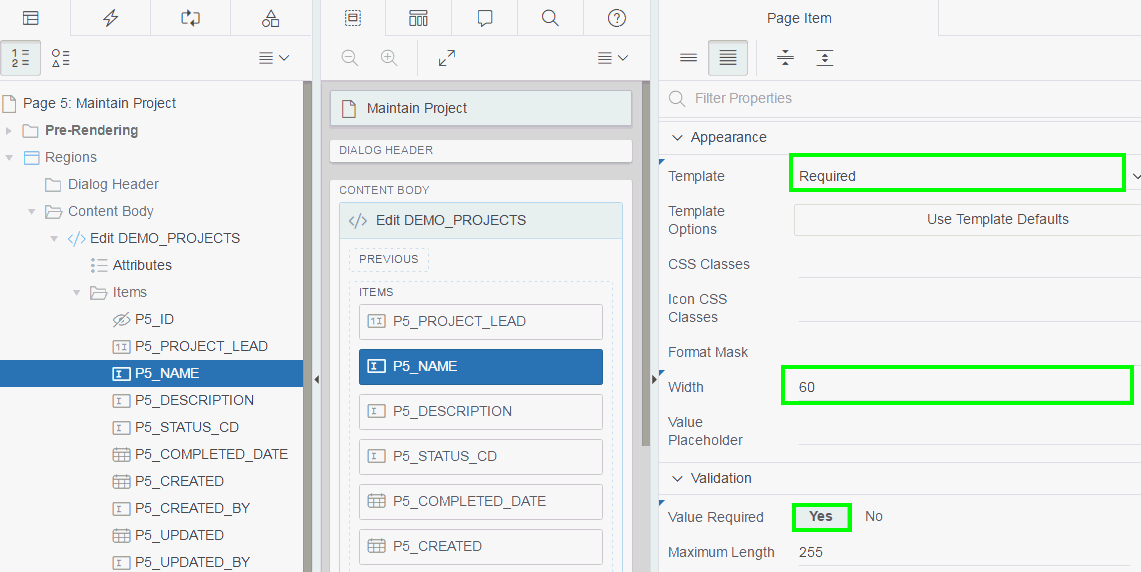 Page 5: Maintain Project
Pre-Rendering
Regions
Dialog Header
Content Body
Edit DEMO_PROJECTS
Attributes
Items
P5_ID
P5_PROJECT_LEAD
P5_NAME
P5_DESCRIPTION
P5_STATUS_CD
P5_COMPLETED_DATE
P5_CREATED
P5_CREATED_BY
P5_UPDATED
P5_UPDATED_BY
Maintain Project
DIALOG HEADER
CONTENT BODY
Edit DEMO_PROJECTS
PREVIOUS
ITEMS
P5_PROJECT_LEAD
P5_NAME
P5_DESCRIPTION
P5_STATUS_CD
P5_COMPLETED_DATE
P5_CREATED
Page Item
Filter Properties
Appearance
Template Required
Template
Options
Use Template Defaults
CSS Classes
Icon CSS
Classes
Format Mask
Width 60
Value
Placeholder
Validation
Value Required Yes No
Maximum Length 255